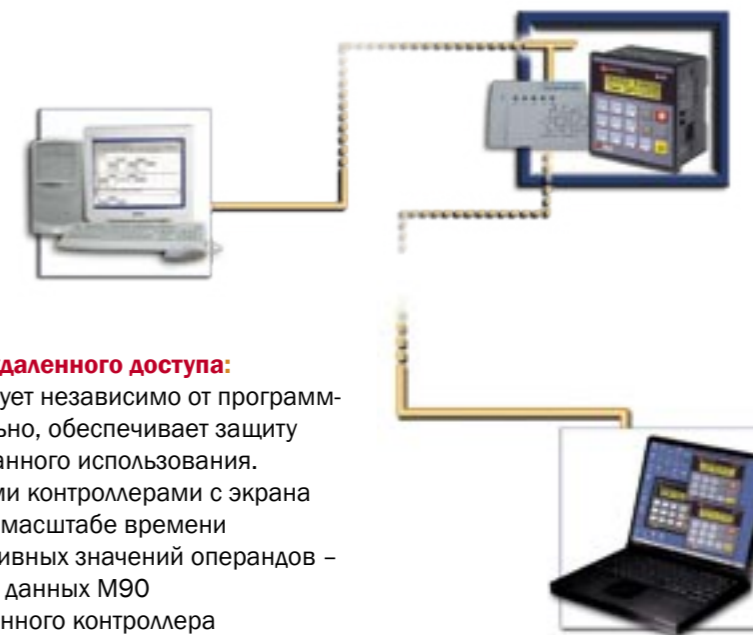 даленного доступа:
ует независимо от программ-
ьно, обеспечивает защиту
анного использования.
ми контроллерами с экрана
масштабе времени
ивных значений операндов –
данных M90
нного контроллера